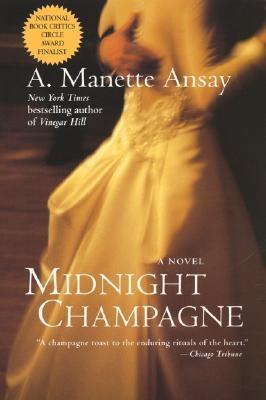 NATIONAL
BOOK CRITICS
CIRCLE
AWARD
FINALIST
A. Manette Ansay
New York Times
bestselling author
of Vinegar Hill
A NOVEL
MIDNIGHT
CHAMPAGNE
"A champagne toast to the enduring rituals of the heart."
—Chicago Tribune